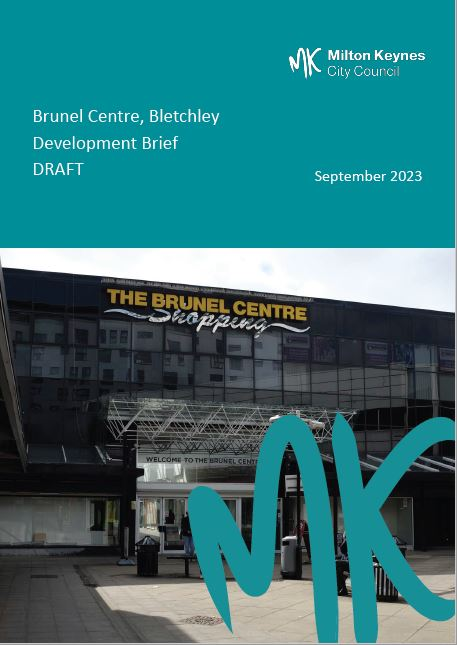 MK Milton Keynes
City Council
Brunel Centre, Bletchley
Development Brief
DRAFT
September 2023
THE BRUNEL CENTRE
Shopping
WELCOME TO THE BRUNEL CENTRE
MK